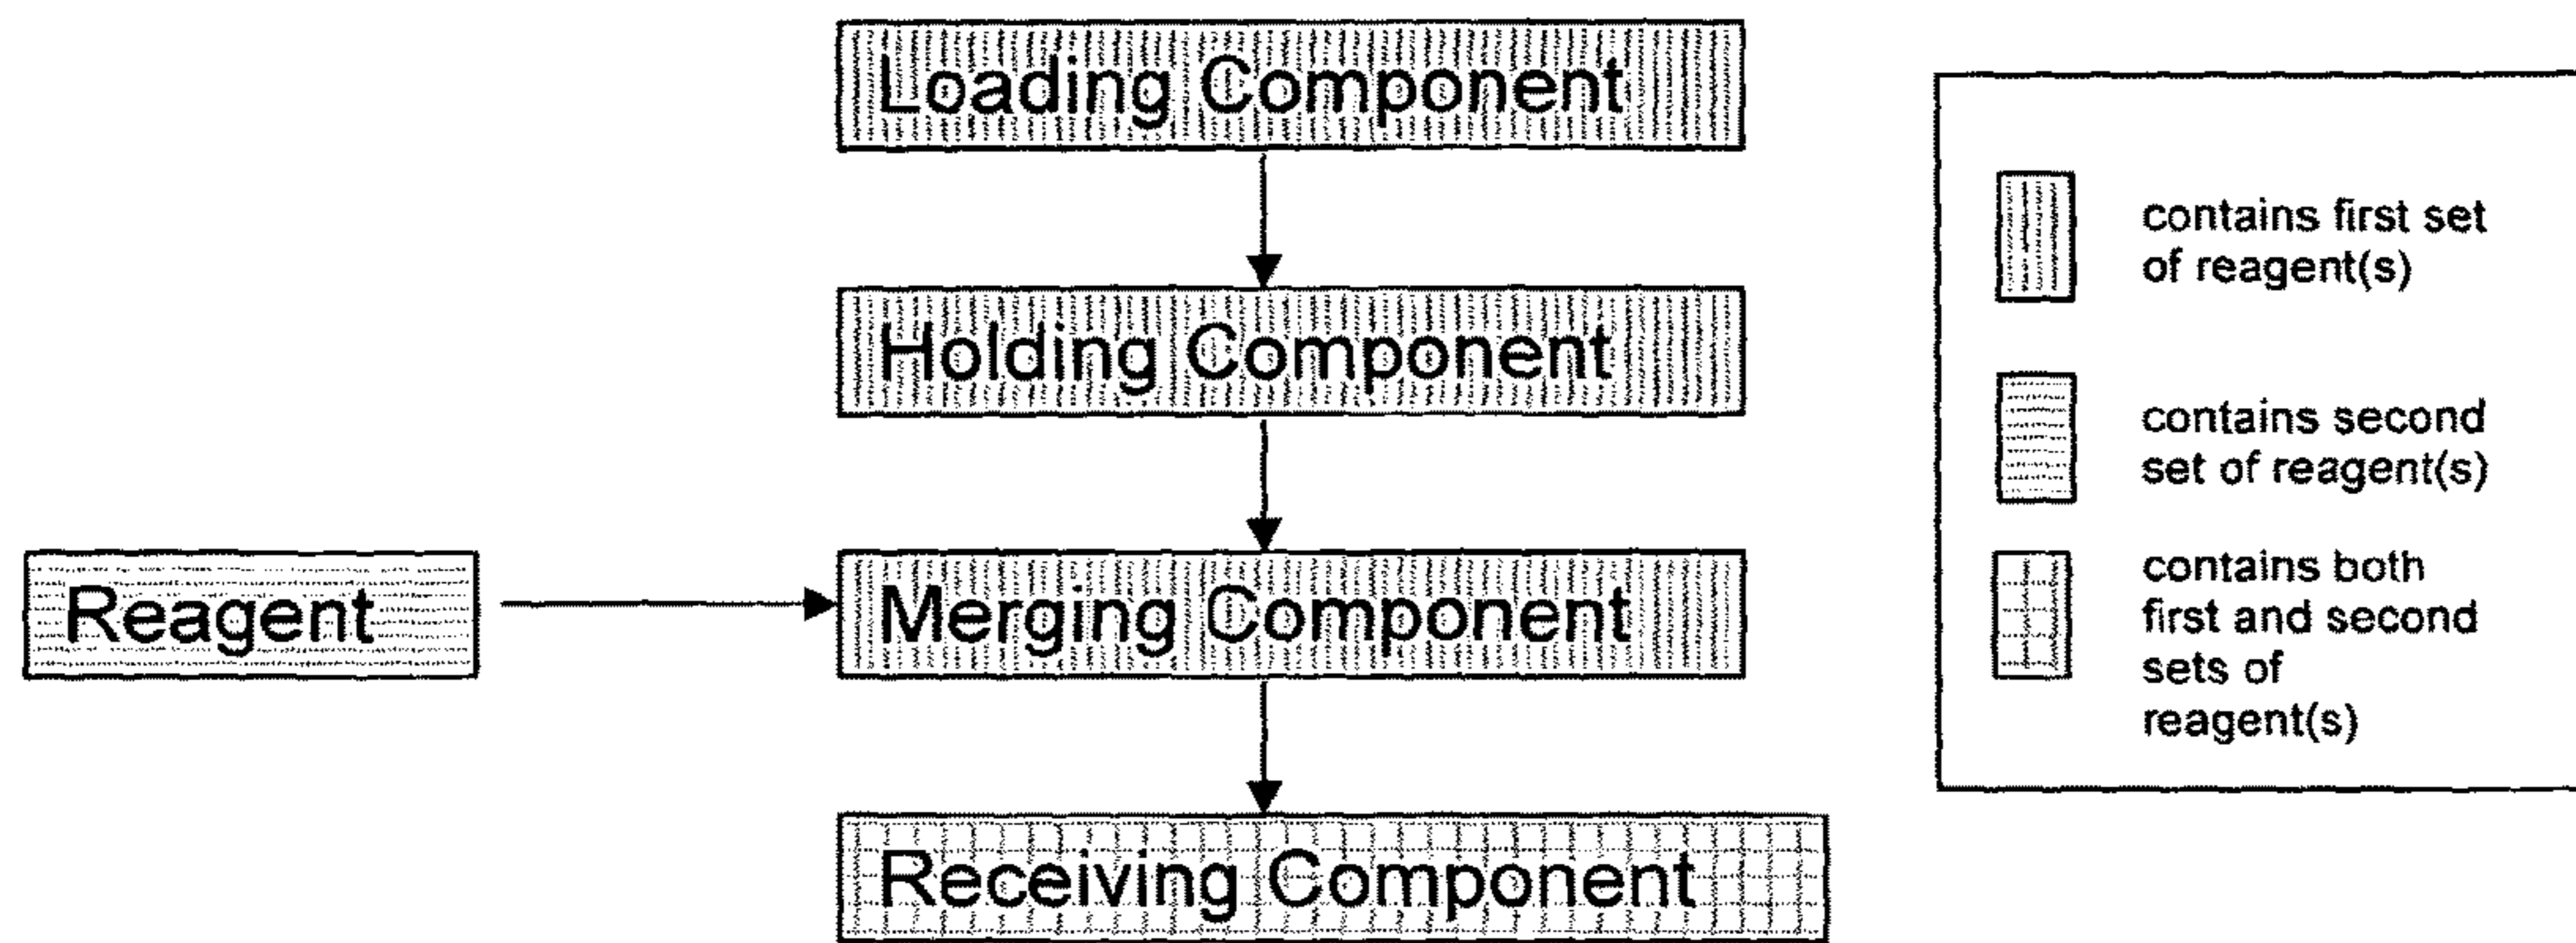 Loading Component
Holding Component
Reagent
Merging Component
Receiving Component
contains first set
of reagent(s)
contains second
set of reagent(s)
contains both
first and second
sets of
reagent(s)